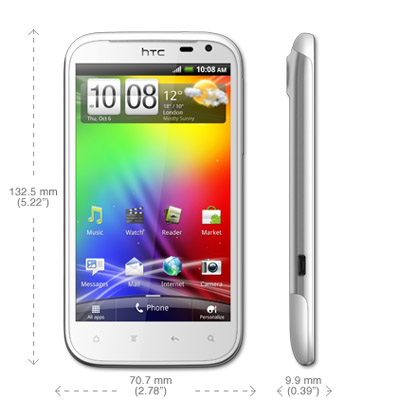 hTC
10:08 AM
10 08
12°
18° / 10°
London
Thu, Oct 6
Mostly Sunny
Music Watch Reader Market
Messages Mail Internet Camera
All apps Phone Personalize
132.5 mm
(5.22")
70.7 mm
(2.78")
9.9 mm
(0.39")